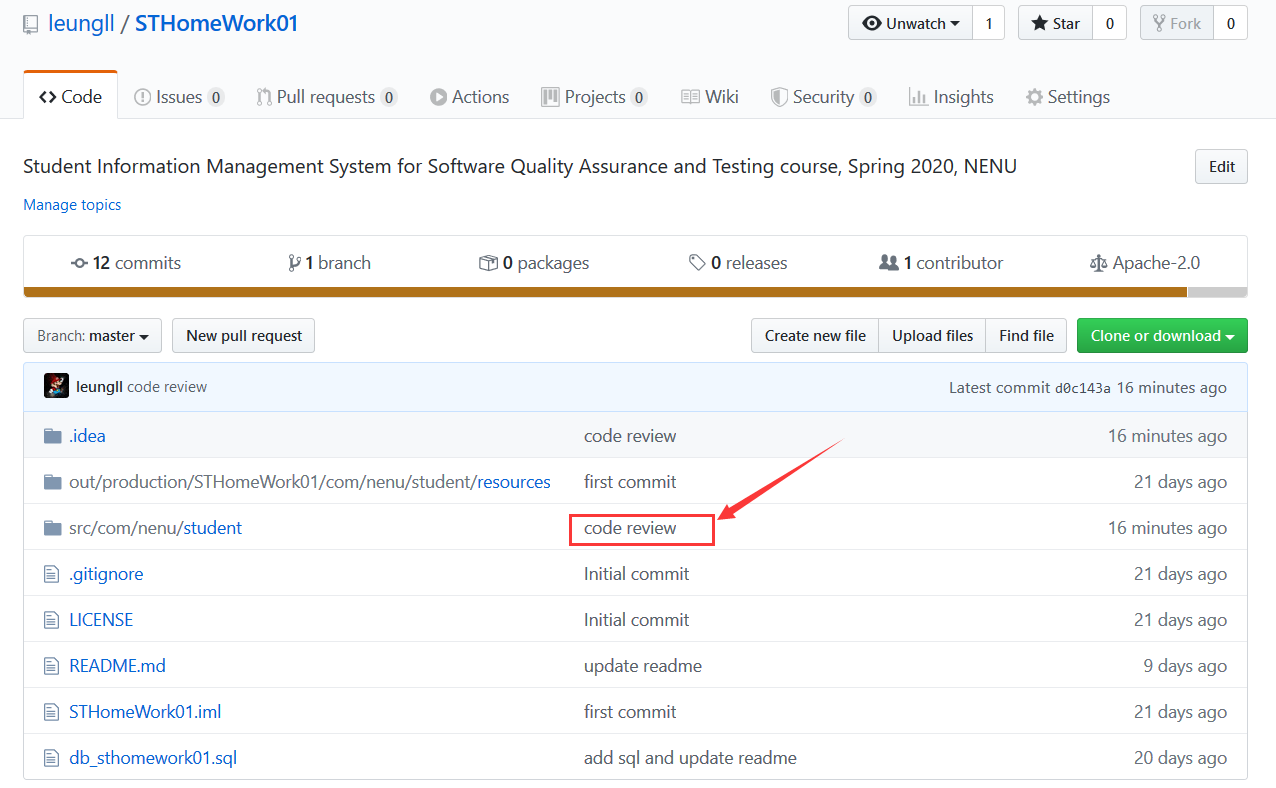 leungll / STHomeWork01 Unwatch 1 Star 0 Fork 0
Code Issues 0 Pull requests 0 Actions Projects 0 Wiki Security 0 Insights Settings
Student Information Management System for Software Quality Assurance and Testing course, Spring 2020, NENU Edit
Manage topics
12 commits 1 branch 0 packages 0 releases 1 contributor Apache-2.0
Branch: master New pull request Create new file Upload files Find file Clone or download
leungll code review Latest commit d0c143a 16 minutes ago
.idea code review 16 minutes ago
out/production/STHomeWork01/com/nenu/student/resources first commit 21 days ago
src/com/nenu/student code review 16 minutes ago
.gitignore Initial commit 21 days ago
LICENSE Initial commit 21 days ago
README.md update readme 9 days ago
STHomeWork01.iml first commit 21 days ago
db_sthomework01.sql add sql and update readme 20 days ago